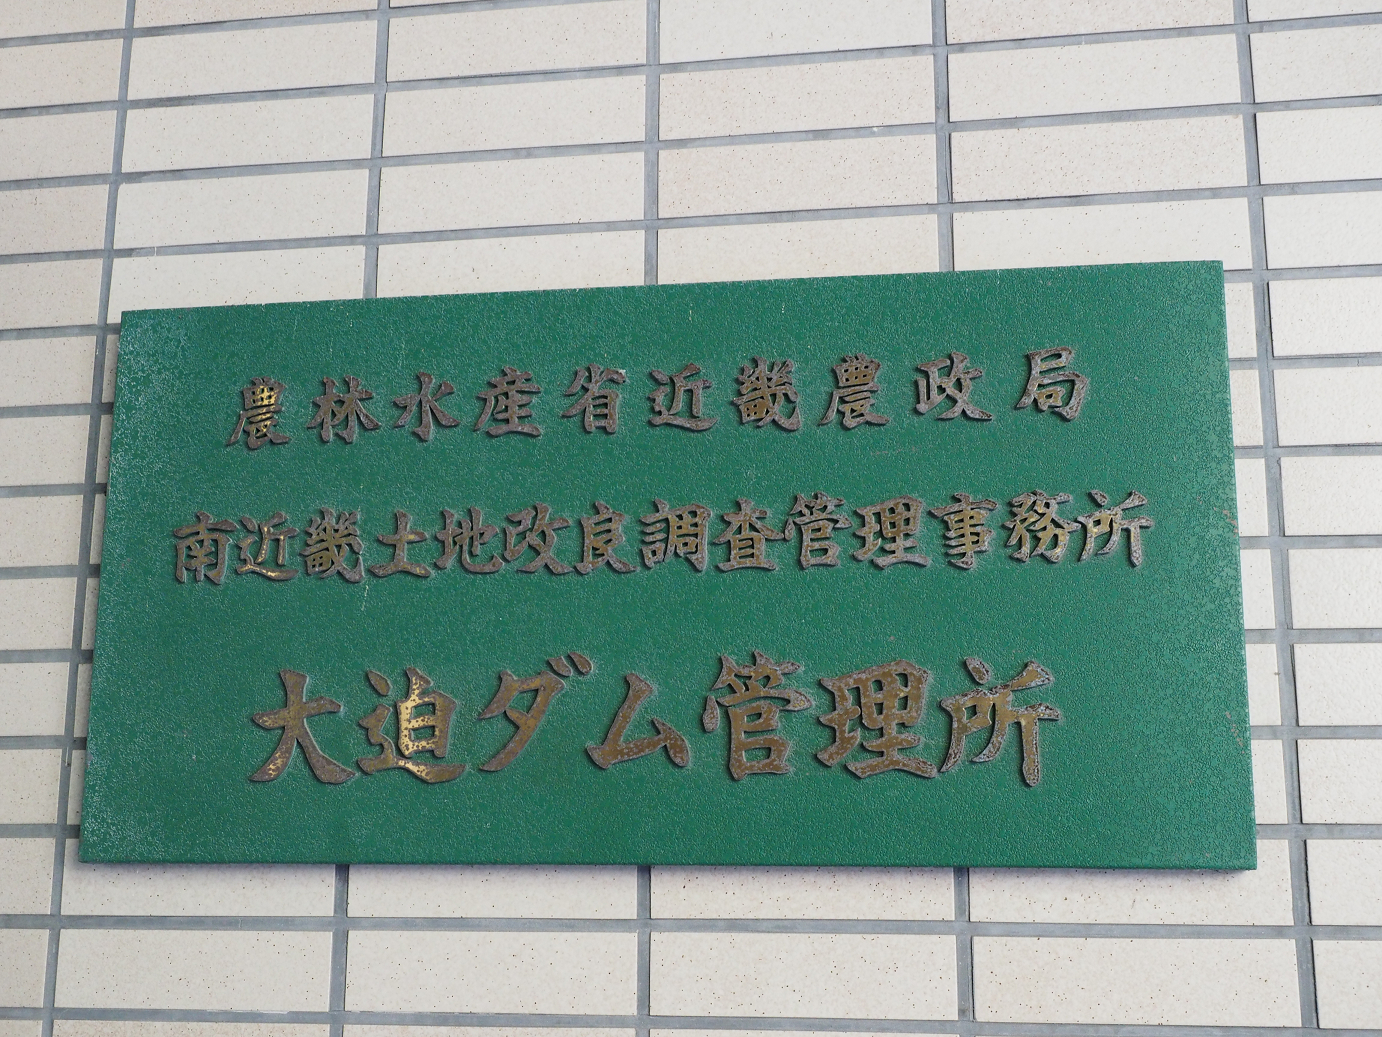 農林水産省近畿農政局
南近畿土地改良調査管理事務所
大迫ダム管理所